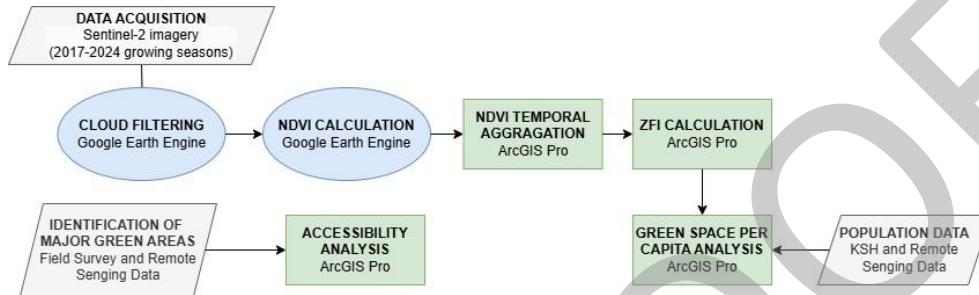 DATA ACQUISITION
Sentinel-2 imagery
(2017-2024 growing seasons)
CLOUD FILTERING
Google Earth Engine
NDVI CALCULATION
Google Earth Engine
NDVI TEMPORAL
AGGRAGATION
ArcGIS Pro
ZFI CALCULATION
ArcGIS Pro
IDENTIFICATION OF
MAJOR GREEN AREAS
Field Survey and Remote
Senging Data
ACCESSIBILITY
ANALYSIS
ArcGIS Pro
GREEN SPACE PER
CAPITA ANALYSIS
ArcGIS Pro
POPULATION DATA
KSH and Remote
Senging Data